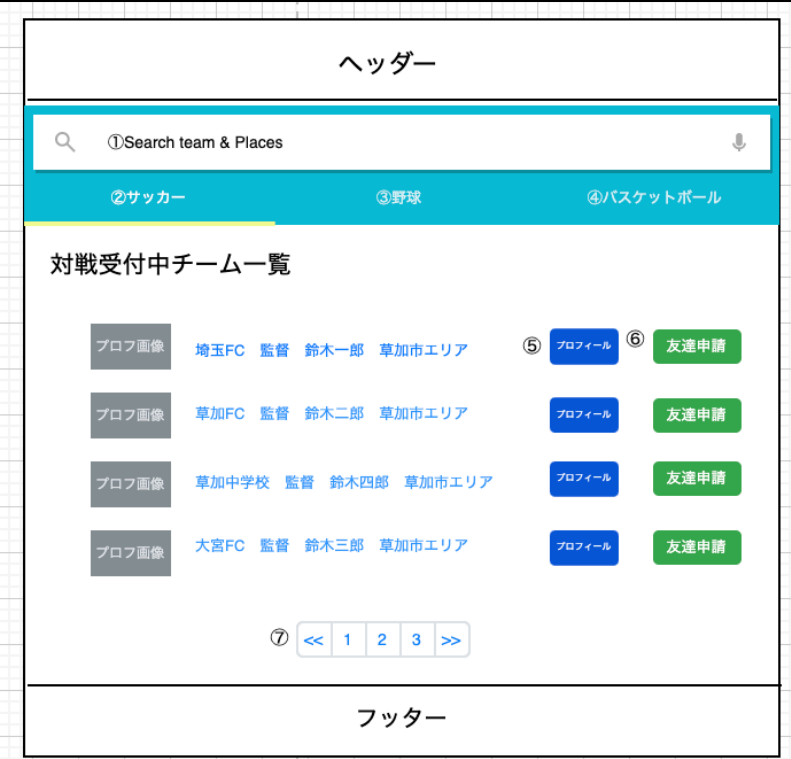 ヘッダー
①Search team & Places
②サッカー ③野球 ④バスケットボール
対戦受付中チーム一覧
プロフ画像 埼玉FC 監督 鈴木一郎 草加市エリア ⑤ プロフィール ⑥ 友達申請
プロフ画像 草加FC 監督 鈴木二郎 草加市エリア プロフィール 友達申請
プロフ画像 草加中学校 監督 鈴木四郎 草加市エリア プロフィール 友達申請
プロフ画像 大宮FC 監督 鈴木三郎 草加市エリア プロフィール 友達申請
⑦ << 1 2 3 >>
フッター